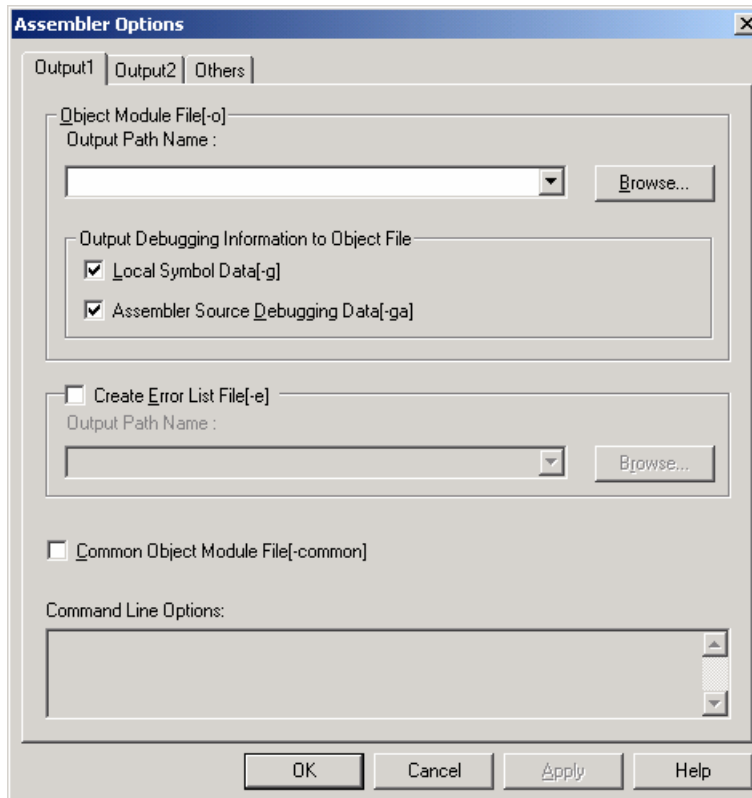 Assembler Options
Output1 Output2 Others
Object Module File[-o]
Output Path Name :
Browse...
Output Debugging Information to Object File
Local Symbol Data[-g]
Assembler Source Debugging Data[-ga]
Create Error List File[-e]
Output Path Name :
Browse...
Common Object Module File[-common]
Command Line Options:
OK Cancel Apply Help